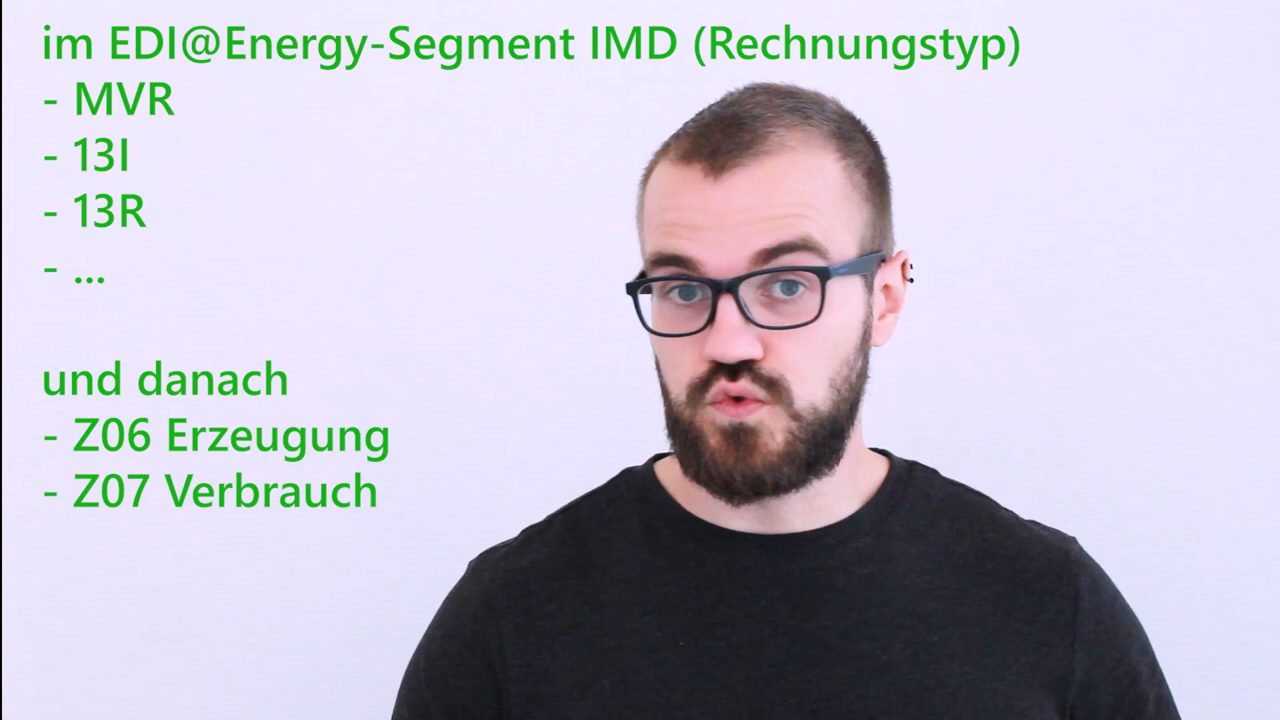 im EDI@Energy-Segment IMD (Rechnungstyp)
- MVR
- 13I
- 13R
- ...
und danach
- Z06 Erzeugung
- Z07 Verbrauch